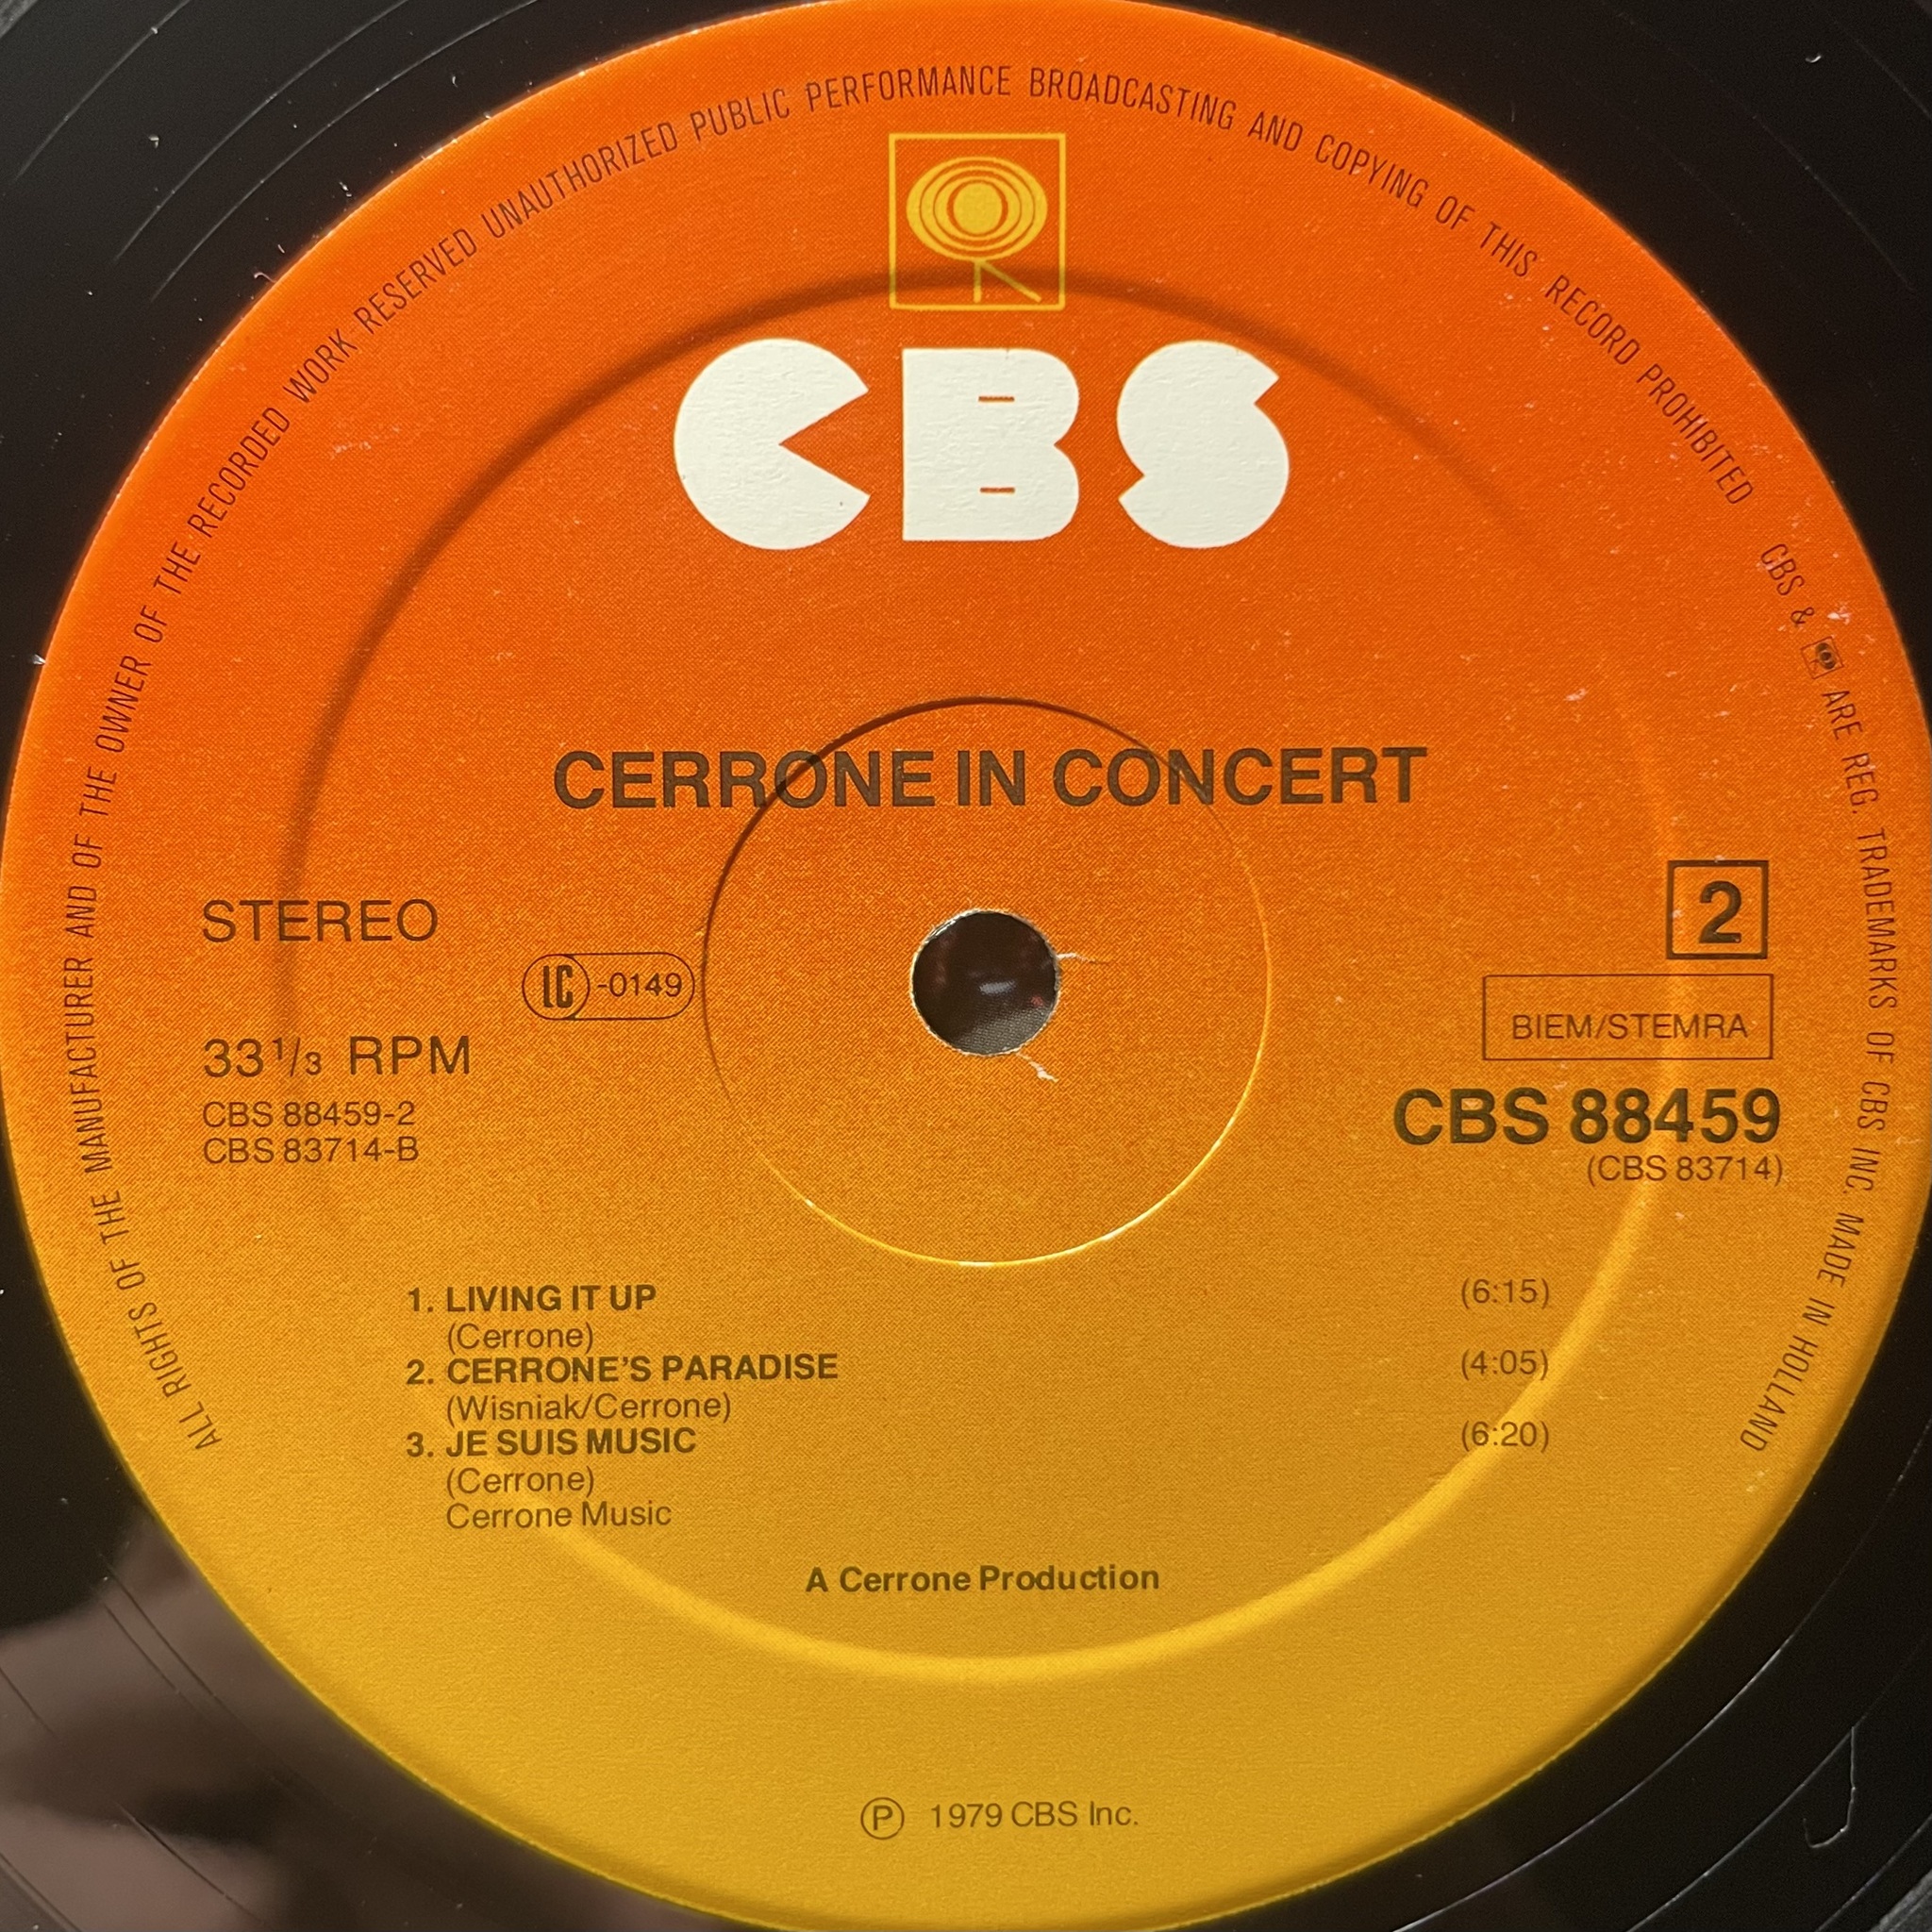 ALL RIGHTS OF THE MANUFACTURER AND OF THE OWNER OF THE RECORDED WORK RESERVED UNAUTHORIZED PUBLIC PERFORMANCE BROADCASTING AND COPYING OF THIS RECORD PROHIBITED CBS & ARE REG. TRADEMARKS OF CBS INC. MADE IN HOLLAND
CBS
CERRONE IN CONCERT
STEREO
LC-0149
33 1/3 RPM
CBS 88459-2
CBS 83714-B
2
BIEM/STEMRA
CBS 88459
(CBS 83714)
1. LIVING IT UP (6:15)
(Cerrone)
2. CERRONE'S PARADISE (4:05)
(Wisniak/Cerrone)
3. JE SUIS MUSIC (6:20)
(Cerrone)
Cerrone Music
A Cerrone Production
℗ 1979 CBS Inc.